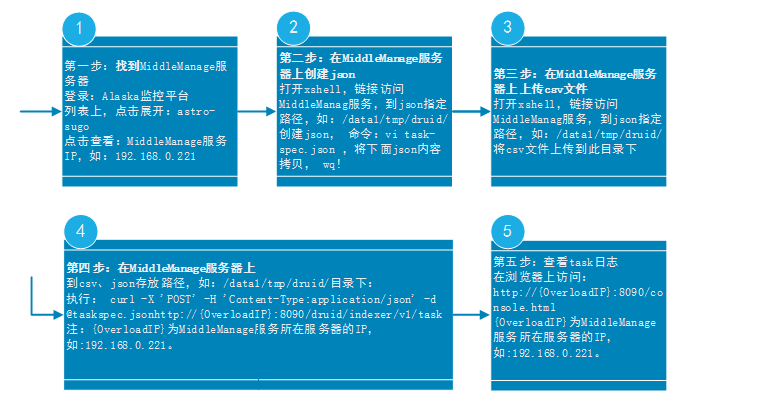 1
第一步：找到MiddleManage服
务器
登录：Alaska监控平台
列表上，点击展开：astro-
sugo
点击查看：MiddleManage服务
IP，如：192.168.0.221
2
第二步：在MiddleManage服务
器上创建json
打开xshell，链接访问
MiddleManag服务，到json指定
路径，如：/data1/tmp/druid/
创建json， 命令：vi task-
spec.json ，将下面json内容
拷贝， wq!
3
第三步：在MiddleManage服务
器上上传csv文件
打开xshell，链接访问
MiddleManag服务，到json指定
路径，如：/data1/tmp/druid/
将csv文件上传到此目录下
4
第四步：在MiddleManage服务器上
到csv、json存放路径，如：/data1/tmp/druid/目录下：
执行： curl -X 'POST' -H 'Content-Type:application/json' -d
@taskspec.jsonhttp://{OverloadIP}:8090/druid/indexer/v1/task
注：{OverloadIP}为MiddleManage服务所在服务器的IP，
如:192.168.0.221。
5
第五步：查看task日志
在浏览器上访问：
http://{OverloadIP}:8090/co
nsole.html
{OverloadIP}为MiddleManage
服务所在服务器的IP，
如:192.168.0.221。